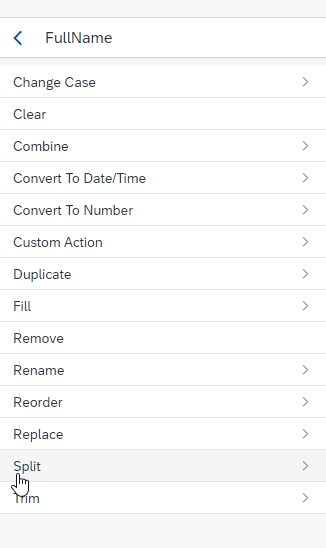 FullName
Change Case
Clear
Combine
Convert To Date/Time
Convert To Number
Custom Action
Duplicate
Fill
Remove
Rename
Reorder
Replace
Split
Trim